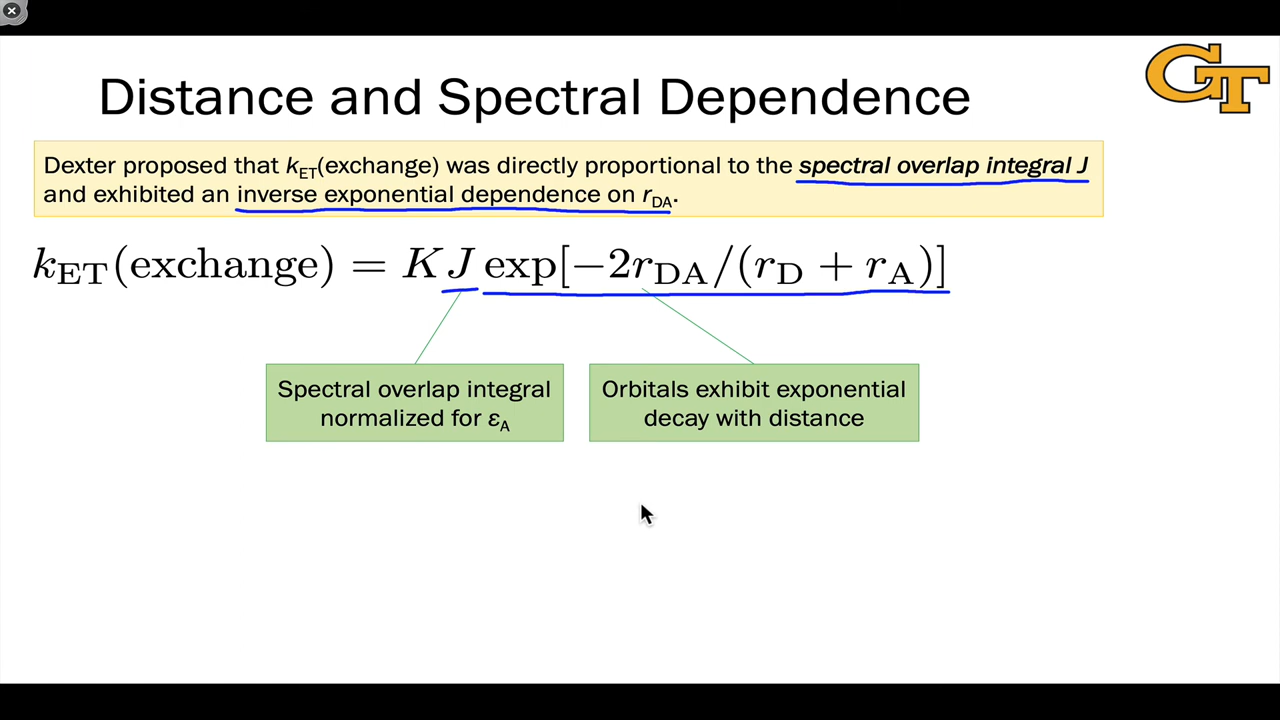 GT
Distance and Spectral Dependence
Dexter proposed that kET(exchange) was directly proportional to the spectral overlap integral J
and exhibited an inverse exponential dependence on rDA.
kET(exchange) = KJ exp[−2rDA/(rD + rA)]
Spectral overlap integral
normalized for εA
Orbitals exhibit exponential
decay with distance